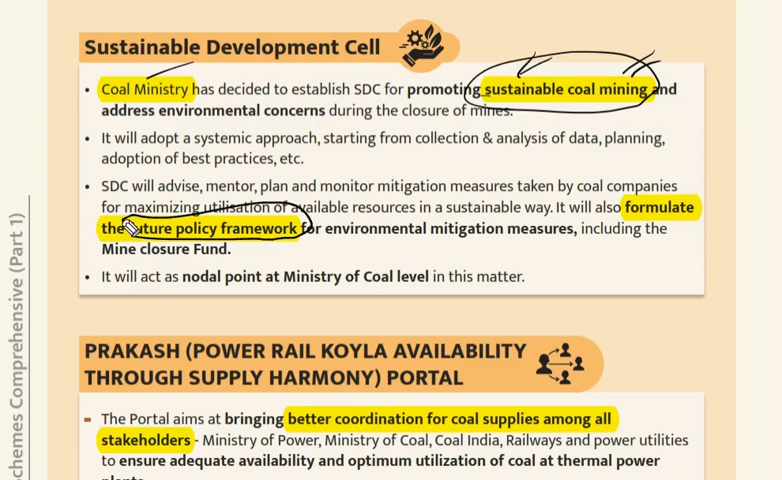 Sustainable Development Cell
• Coal Ministry has decided to establish SDC for promoting sustainable coal mining and
address environmental concerns during the closure of mines.
• It will adopt a systemic approach, starting from collection & analysis of data, planning,
adoption of best practices, etc.
• SDC will advise, mentor, plan and monitor mitigation measures taken by coal companies
for maximizing utilisation of available resources in a sustainable way. It will also formulate
the future policy framework for environmental mitigation measures, including the
Mine closure Fund.
• It will act as nodal point at Ministry of Coal level in this matter.
PRAKASH (POWER RAIL KOYLA AVAILABILITY
THROUGH SUPPLY HARMONY) PORTAL
- The Portal aims at bringing better coordination for coal supplies among all
stakeholders - Ministry of Power, Ministry of Coal, Coal India, Railways and power utilities
to ensure adequate availability and optimum utilization of coal at thermal power
chemes Comprehensive (Part 1)